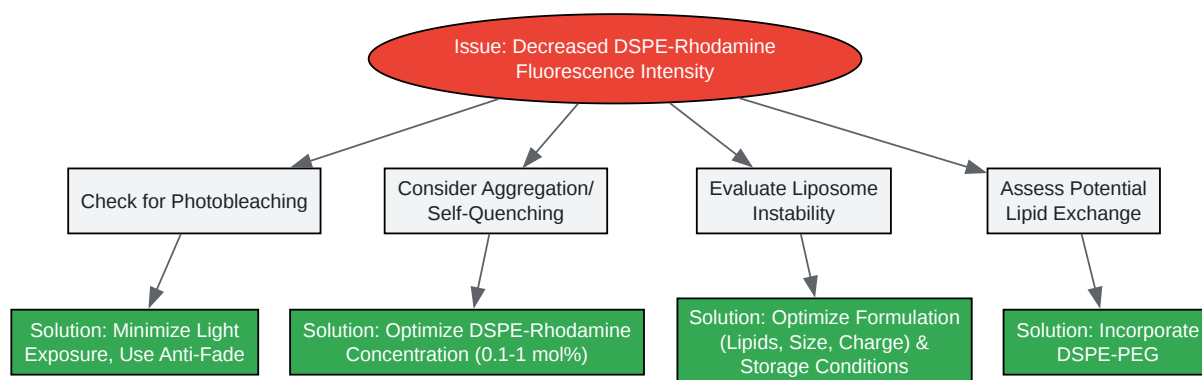 Issue: Decreased DSPE-Rhodamine
Fluorescence Intensity
Check for Photobleaching
Consider Aggregation/
Self-Quenching
Evaluate Liposome
Instability
Assess Potential
Lipid Exchange
Solution: Minimize Light
Exposure, Use Anti-Fade
Solution: Optimize DSPE-Rhodamine
Concentration (0.1-1 mol%)
Solution: Optimize Formulation
(Lipids, Size, Charge) &
Storage Conditions
Solution: Incorporate
DSPE-PEG